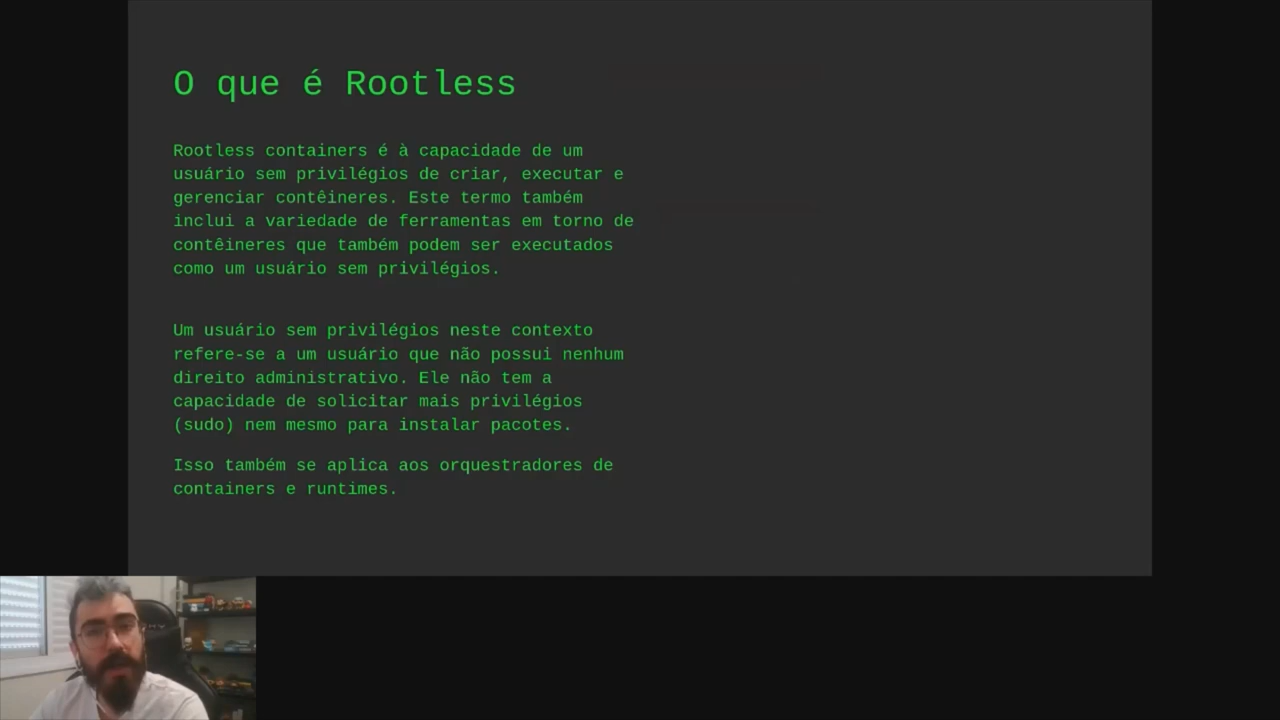 O que é Rootless
Rootless containers é à capacidade de um
usuário sem privilégios de criar, executar e
gerenciar contêineres. Este termo também
inclui a variedade de ferramentas em torno de
contêineres que também podem ser executados
como um usuário sem privilégios.
Um usuário sem privilégios neste contexto
refere-se a um usuário que não possui nenhum
direito administrativo. Ele não tem a
capacidade de solicitar mais privilégios
(sudo) nem mesmo para instalar pacotes.
Isso também se aplica aos orquestradores de
containers e runtimes.